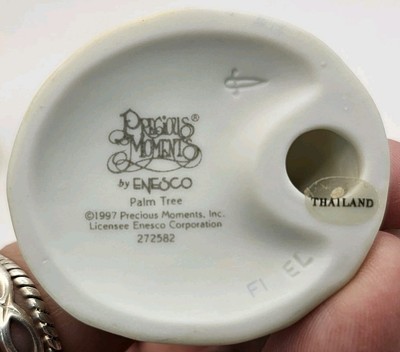 PRECIOUS®
MOMENTS
by ENESCO
Palm Tree
©1997 Precious Moments, Inc.
Licensee Enesco Corporation
272582
THAILAND